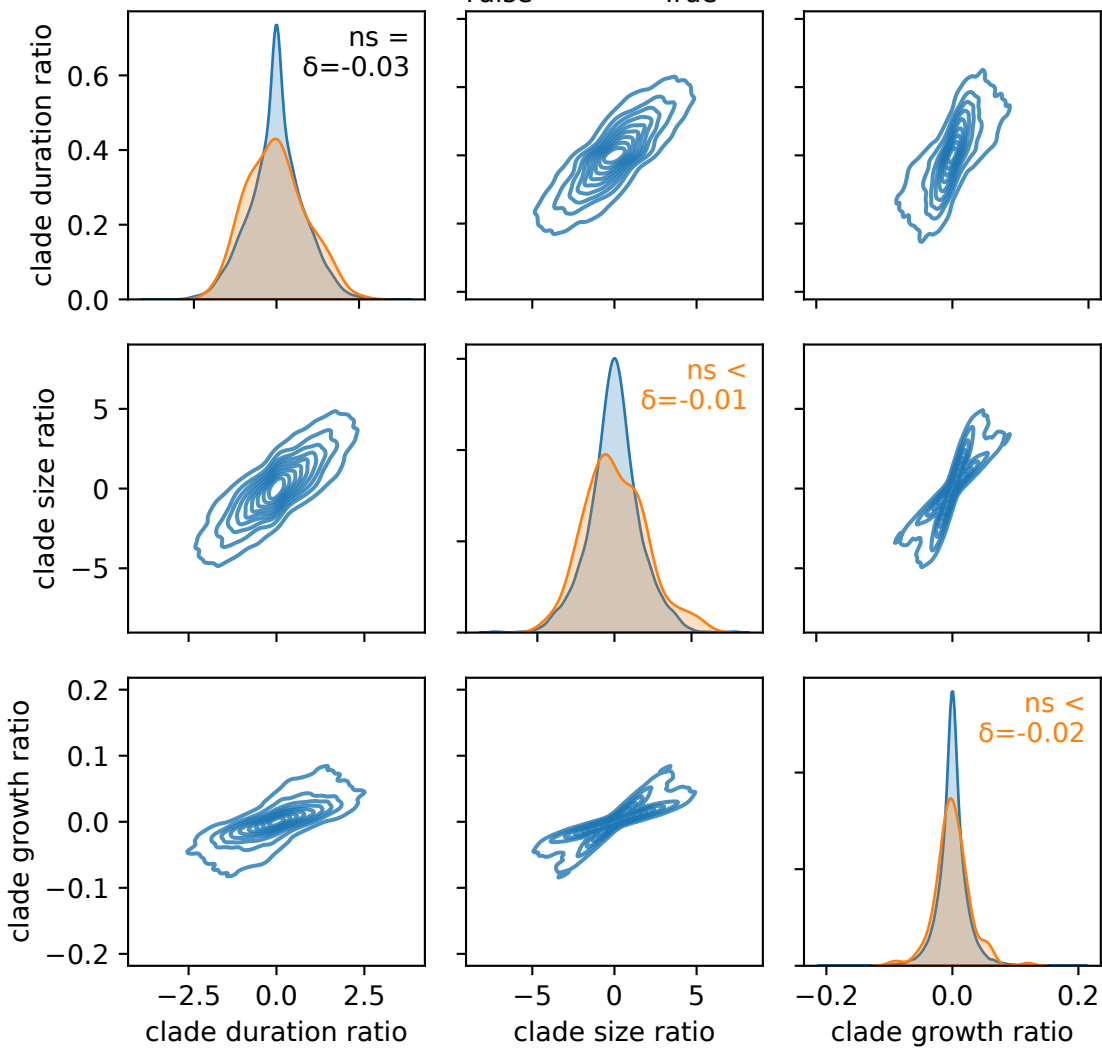 ns =
δ=-0.03
clade duration ratio
0.6
0.4
0.2
0.0
ns <
δ=-0.01
clade size ratio
5
0
−5
ns <
δ=-0.02
clade growth ratio
0.2
0.1
0.0
−0.1
−0.2
−2.5 0.0 2.5
−5 0 5
−0.2 0.0 0.2
clade duration ratio
clade size ratio
clade growth ratio